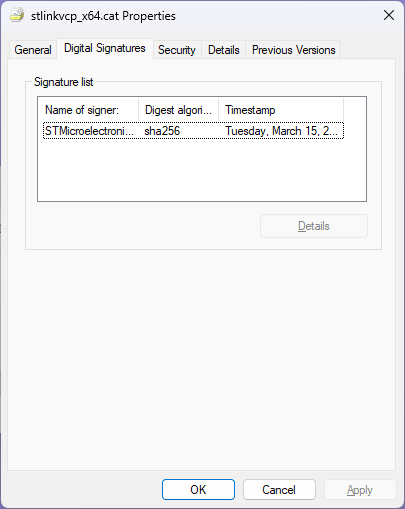 stlinkvcp_x64.cat Properties
General Digital Signatures Security Details Previous Versions
Signature list
Name of signer: Digest algori... Timestamp
STMicroelectroni... sha256 Tuesday, March 15, 2...
Details
OK Cancel Apply